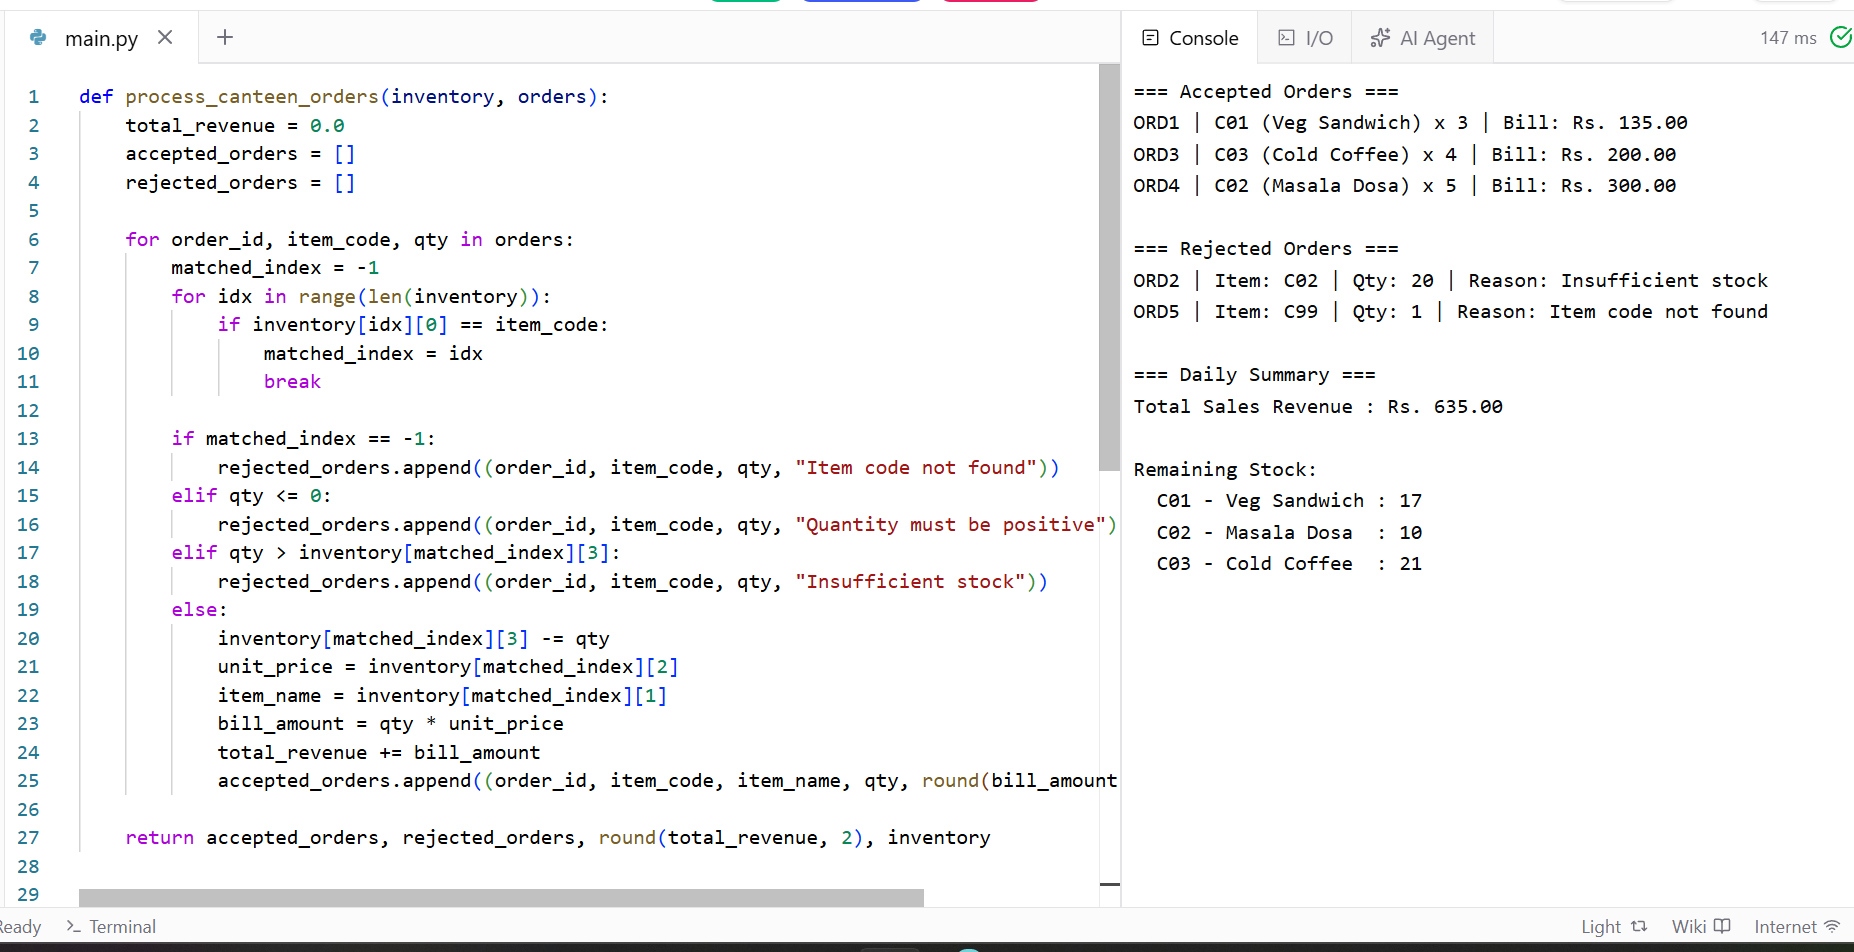 main.py
1 def process_canteen_orders(inventory, orders):
2     total_revenue = 0.0
3     accepted_orders = []
4     rejected_orders = []
5
6     for order_id, item_code, qty in orders:
7         matched_index = -1
8         for idx in range(len(inventory)):
9             if inventory[idx][0] == item_code:
10                 matched_index = idx
11                 break
12
13         if matched_index == -1:
14             rejected_orders.append((order_id, item_code, qty, "Item code not found"))
15         elif qty <= 0:
16             rejected_orders.append((order_id, item_code, qty, "Quantity must be positive")
17         elif qty > inventory[matched_index][3]:
18             rejected_orders.append((order_id, item_code, qty, "Insufficient stock"))
19         else:
20             inventory[matched_index][3] -= qty
21             unit_price = inventory[matched_index][2]
22             item_name = inventory[matched_index][1]
23             bill_amount = qty * unit_price
24             total_revenue += bill_amount
25             accepted_orders.append((order_id, item_code, item_name, qty, round(bill_amount
26
27     return accepted_orders, rejected_orders, round(total_revenue, 2), inventory
28
29
Console I/O AI Agent 147 ms
=== Accepted Orders ===
ORD1 | C01 (Veg Sandwich) x 3 | Bill: Rs. 135.00
ORD3 | C03 (Cold Coffee) x 4 | Bill: Rs. 200.00
ORD4 | C02 (Masala Dosa) x 5 | Bill: Rs. 300.00
=== Rejected Orders ===
ORD2 | Item: C02 | Qty: 20 | Reason: Insufficient stock
ORD5 | Item: C99 | Qty: 1 | Reason: Item code not found
=== Daily Summary ===
Total Sales Revenue : Rs. 635.00
Remaining Stock:
  C01 - Veg Sandwich : 17
  C02 - Masala Dosa  : 10
  C03 - Cold Coffee  : 21
eady Terminal Light Wiki Internet